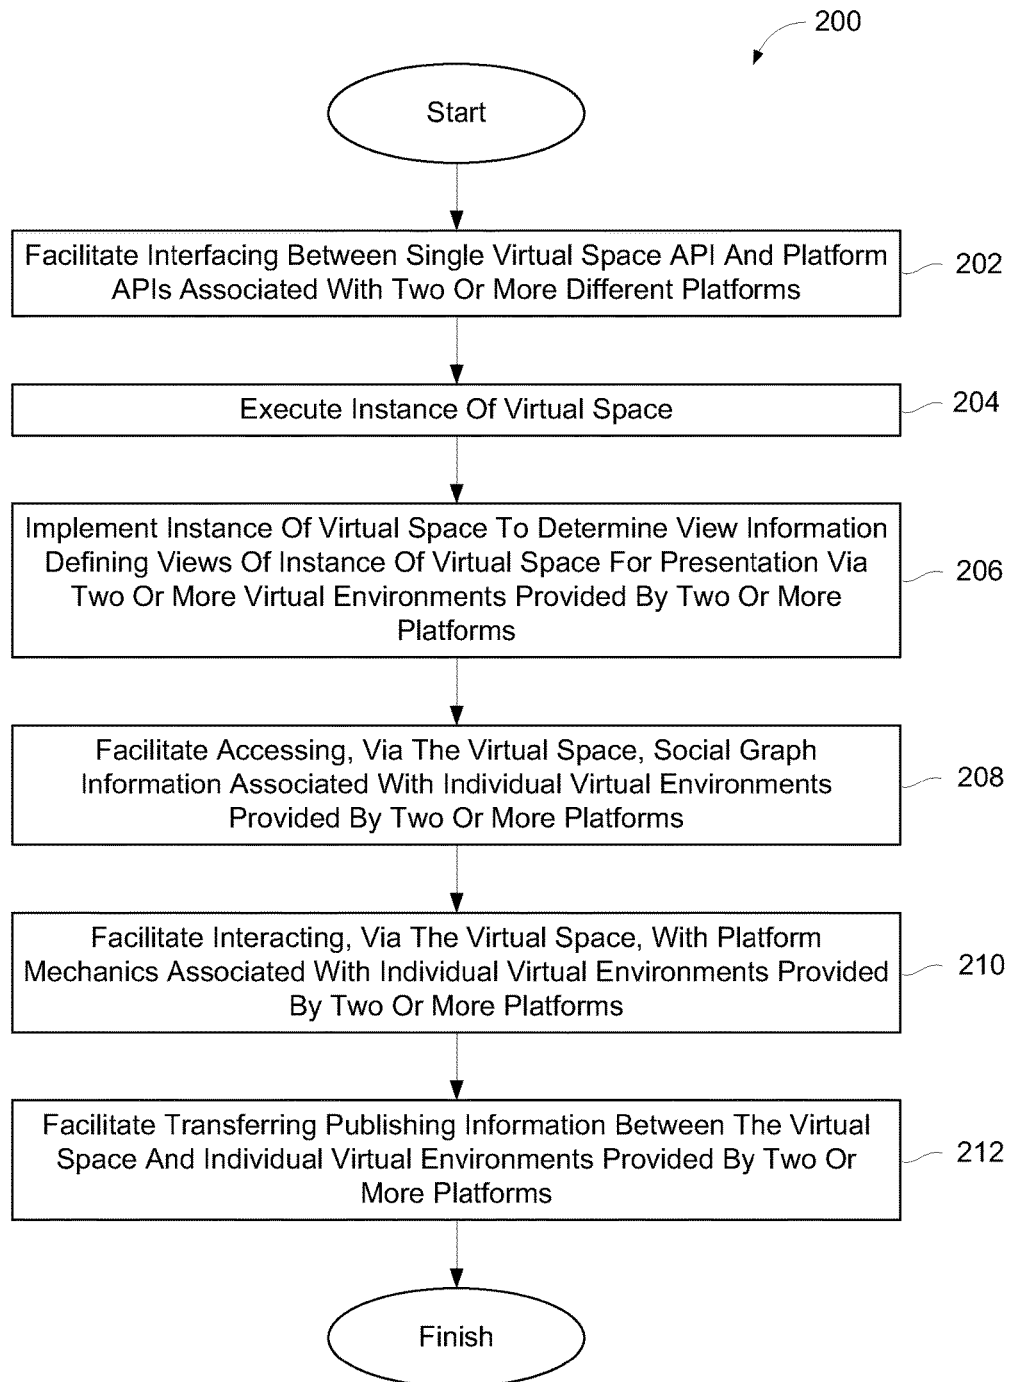 200
Start
Facilitate Interfacing Between Single Virtual Space API And Platform
APIs Associated With Two Or More Different Platforms
202
Execute Instance Of Virtual Space
204
Implement Instance Of Virtual Space To Determine View Information
Defining Views Of Instance Of Virtual Space For Presentation Via
Two Or More Virtual Environments Provided By Two Or More
Platforms
206
Facilitate Accessing, Via The Virtual Space, Social Graph
Information Associated With Individual Virtual Environments
Provided By Two Or More Platforms
208
Facilitate Interacting, Via The Virtual Space, With Platform
Mechanics Associated With Individual Virtual Environments Provided
By Two Or More Platforms
210
Facilitate Transferring Publishing Information Between The Virtual
Space And Individual Virtual Environments Provided By Two Or
More Platforms
212
Finish